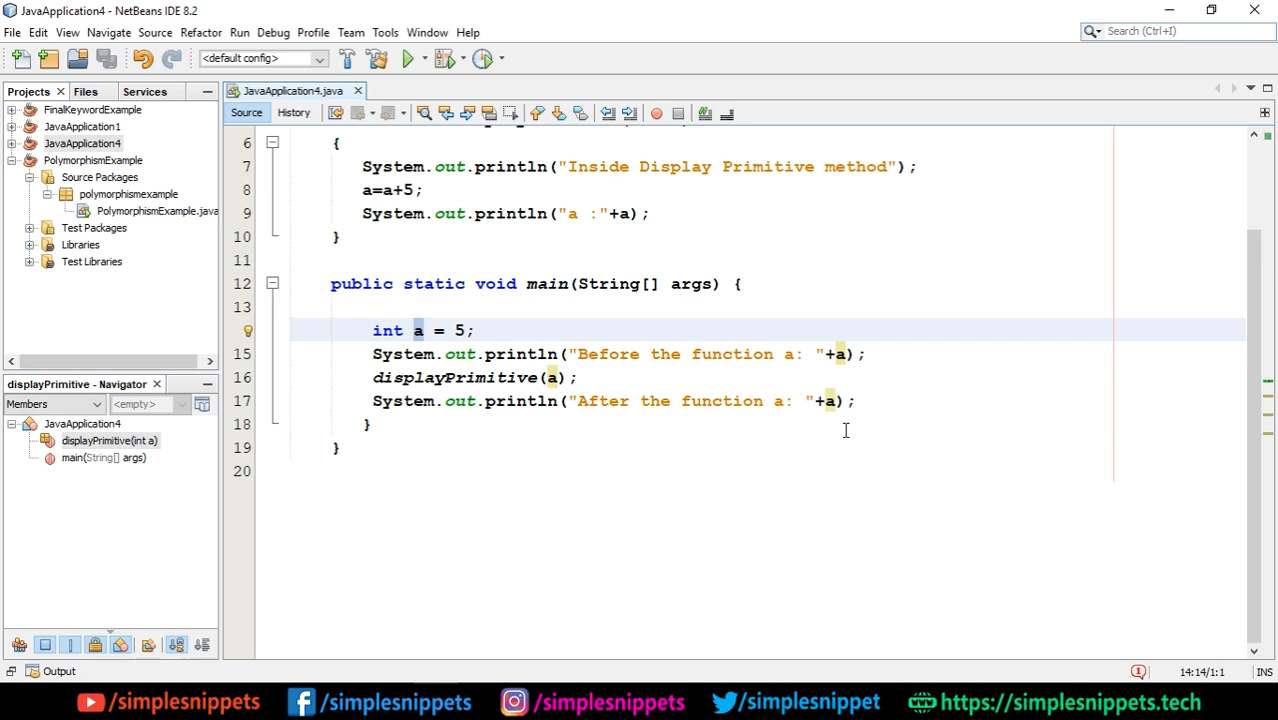 JavaApplication4 - NetBeans IDE 8.2
File Edit View Navigate Source Refactor Run Debug Profile Team Tools Window Help
Search (Ctrl+I)
<default config>
Projects Files Services
JavaApplication4.java
Source History
FinalKeywordExample
JavaApplication1
JavaApplication4
PolymorphismExample
Source Packages
polymorphismexample
PolymorphismExample.java
Test Packages
Libraries
Test Libraries
6 {
7 System.out.println("Inside Display Primitive method");
8 a=a+5;
9 System.out.println("a :"+a);
10 }
11
12 public static void main(String[] args) {
13
int a = 5;
15 System.out.println("Before the function a: "+a);
16 displayPrimitive(a);
17 System.out.println("After the function a: "+a);
18 }
19 }
20
displayPrimitive - Navigator
Members <empty>
JavaApplication4
displayPrimitive(int a)
main(String[] args)
Output
1 14:14/1:1 INS
/simplesnippets /simplesnippets /simplesnippets /simplesnippets https://simplesnippets.tech